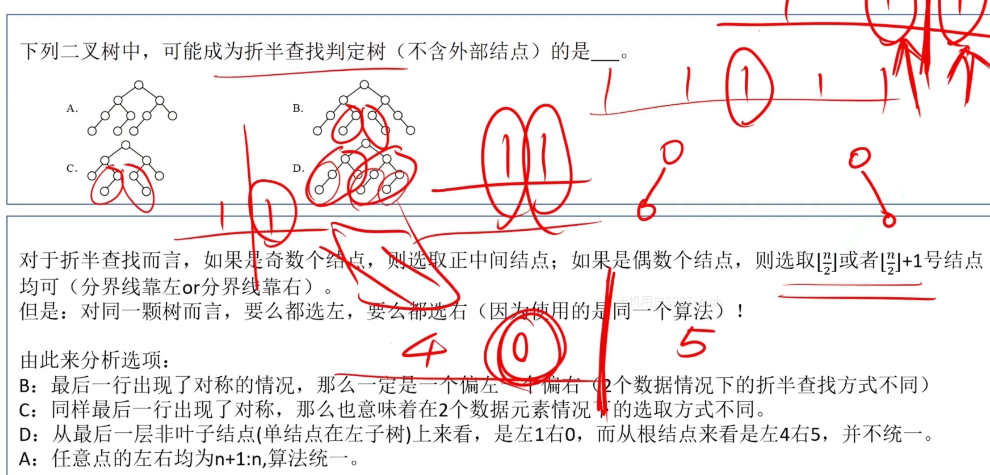 下列二叉树中，可能成为折半查找判定树（不含外部结点）的是___。
A.
B.
C.
D.
1 1 1 1 1
1 1
1 1
对于折半查找而言，如果是奇数个结点，则选取正中间结点；如果是偶数个结点，则选取⌊n/2⌋或者⌊n/2⌋+1号结点
均可（分界线靠左or分界线靠右）。
但是：对同一颗树而言，要么都选左，要么都选右（因为使用的是同一个算法）！
4 0 5
由此来分析选项：
B：最后一行出现了对称的情况，那么一定是一个偏左一个偏右（2个数据情况下的折半查找方式不同）
C：同样最后一行出现了对称，那么也意味着在2个数据元素情况下的选取方式不同。
D：从最后一层非叶子结点(单结点在左子树)上来看，是左1右0，而从根结点来看是左4右5，并不统一。
A：任意点的左右均为n+1:n,算法统一。